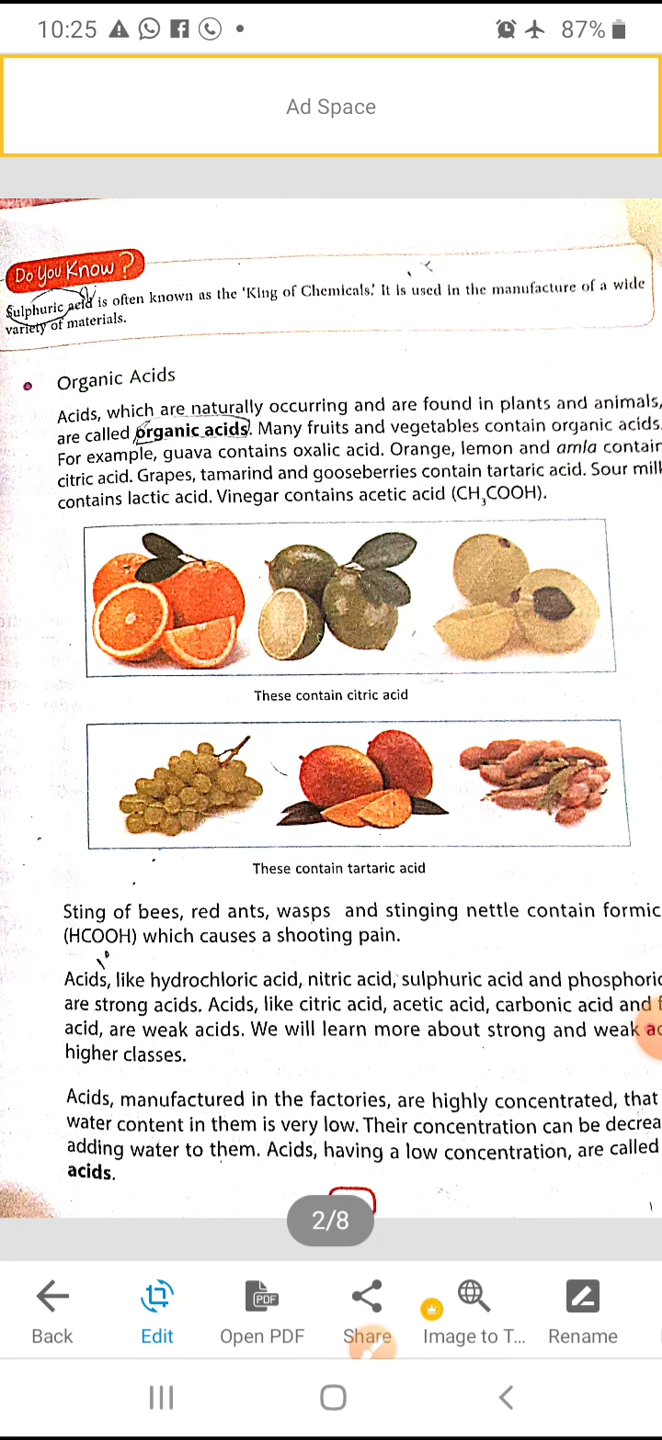 10:25
87%
Ad Space
Do You Know?
Sulphuric acid is often known as the 'King of Chemicals.' It is used in the manufacture of a wide
variety of materials.
Organic Acids
Acids, which are naturally occurring and are found in plants and animals,
are called organic acids. Many fruits and vegetables contain organic acids.
For example, guava contains oxalic acid. Orange, lemon and amla contain
citric acid. Grapes, tamarind and gooseberries contain tartaric acid. Sour milk
contains lactic acid. Vinegar contains acetic acid (CH₃COOH).
These contain citric acid
These contain tartaric acid
Sting of bees, red ants, wasps and stinging nettle contain formic
(HCOOH) which causes a shooting pain.
Acids, like hydrochloric acid, nitric acid, sulphuric acid and phosphoric
are strong acids. Acids, like citric acid, acetic acid, carbonic acid and
acid, are weak acids. We will learn more about strong and weak
higher classes.
Acids, manufactured in the factories, are highly concentrated, that
water content in them is very low. Their concentration can be decrea
adding water to them. Acids, having a low concentration, are called
acids.
2/8
Back
Edit
PDF
Open PDF
Share
Image to T...
Rename